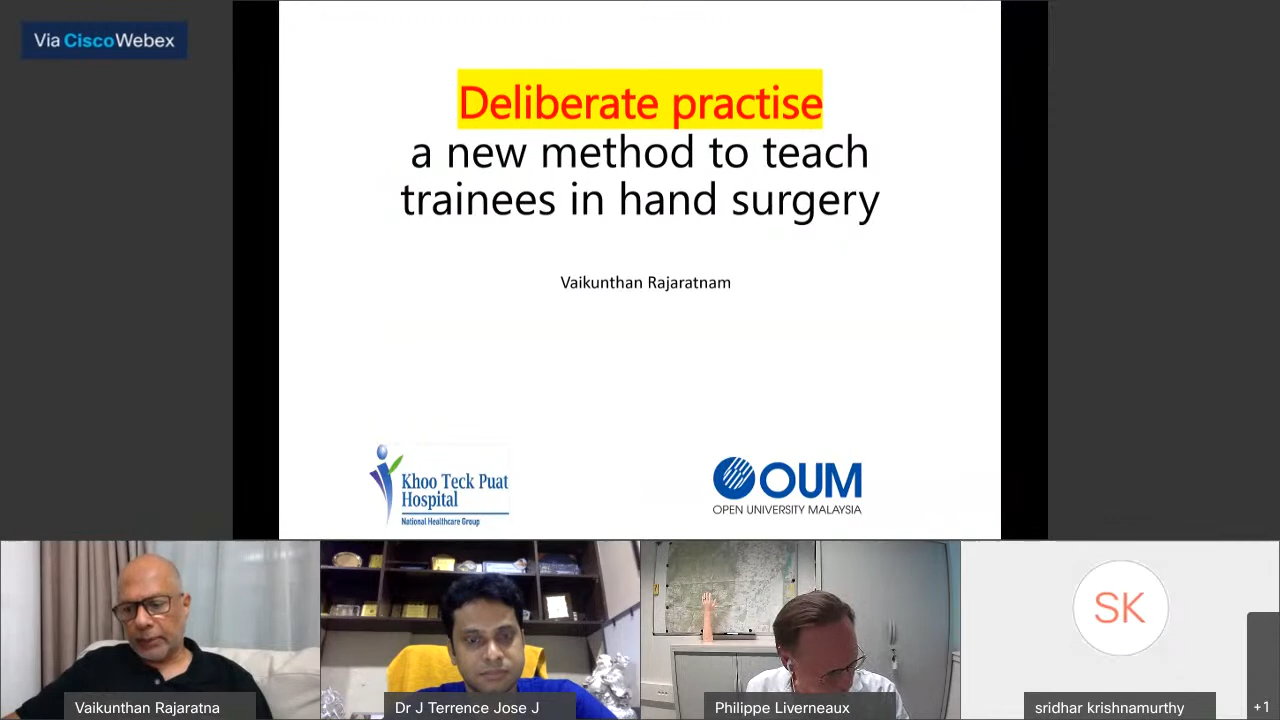 Via CiscoWebex
Deliberate practise
a new method to teach
trainees in hand surgery
Vaikunthan Rajaratnam
Khoo Teck Puat
Hospital
National Healthcare Group
OUM
OPEN UNIVERSITY MALAYSIA
SK
Vaikunthan Rajaratna
Dr J Terrence Jose J
Philippe Liverneaux
sridhar krishnamurthy
+1